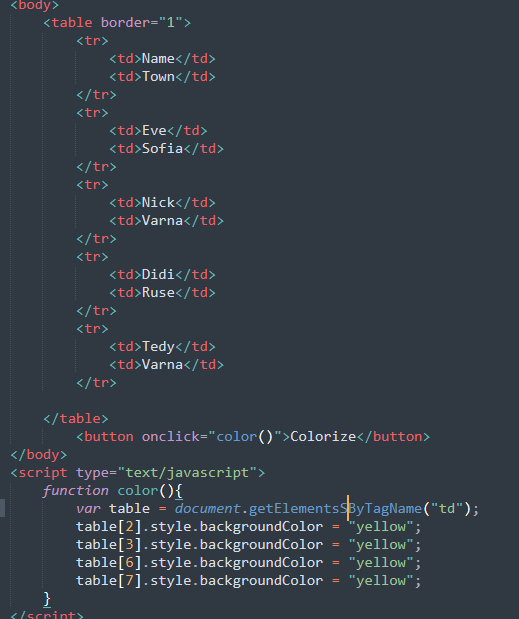 <body>
<table border="1">
<tr>
<td>Name</td>
<td>Town</td>
</tr>
<tr>
<td>Eve</td>
<td>Sofia</td>
</tr>
<tr>
<td>Nick</td>
<td>Varna</td>
</tr>
<tr>
<td>Didi</td>
<td>Ruse</td>
</tr>
<tr>
<td>Tedy</td>
<td>Varna</td>
</tr>
</table>
<button onclick="color()">Colorize</button>
</body>
<script type="text/javascript">
function color(){
var table = document.getElementsSByTagName("td");
table[2].style.backgroundColor = "yellow";
table[3].style.backgroundColor = "yellow";
table[6].style.backgroundColor = "yellow";
table[7].style.backgroundColor = "yellow";
}
</script>